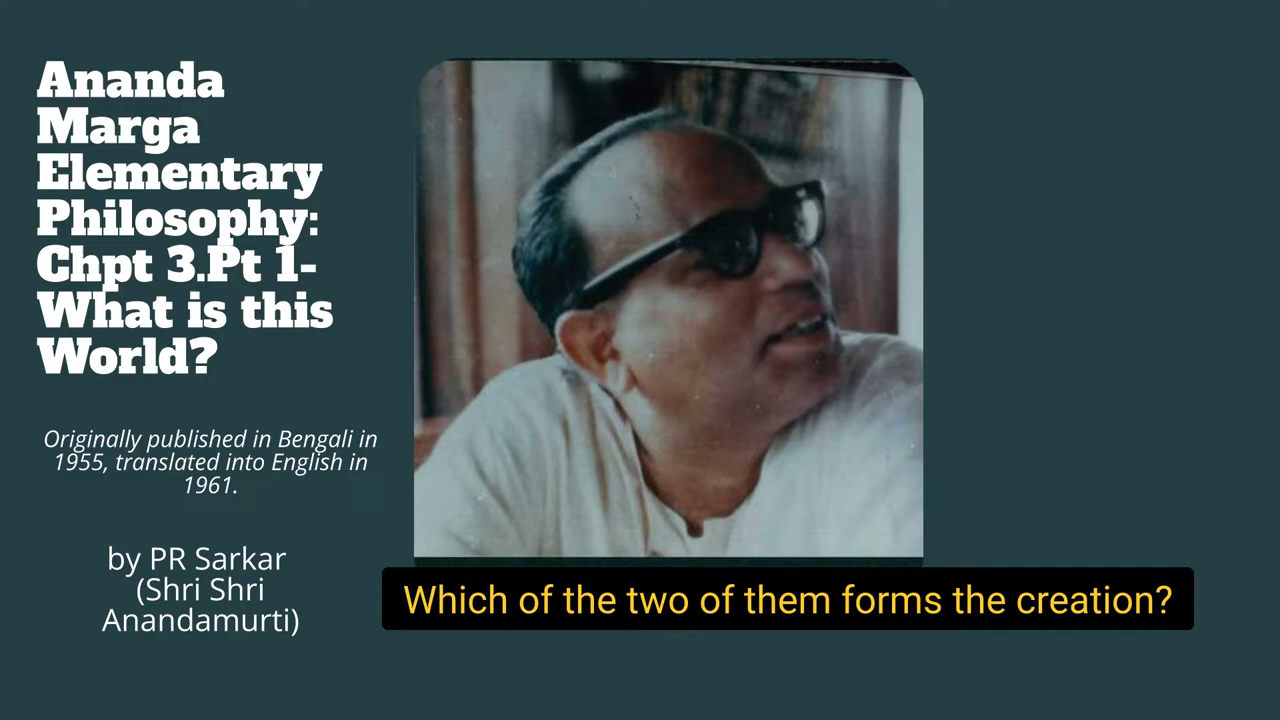 Ananda
Marga
Elementary
Philosophy:
Chpt 3.Pt 1-
What is this
World?
Originally published in Bengali in
1955, translated into English in
1961.
by PR Sarkar
(Shri Shri
Anandamurti)
Which of the two of them forms the creation?